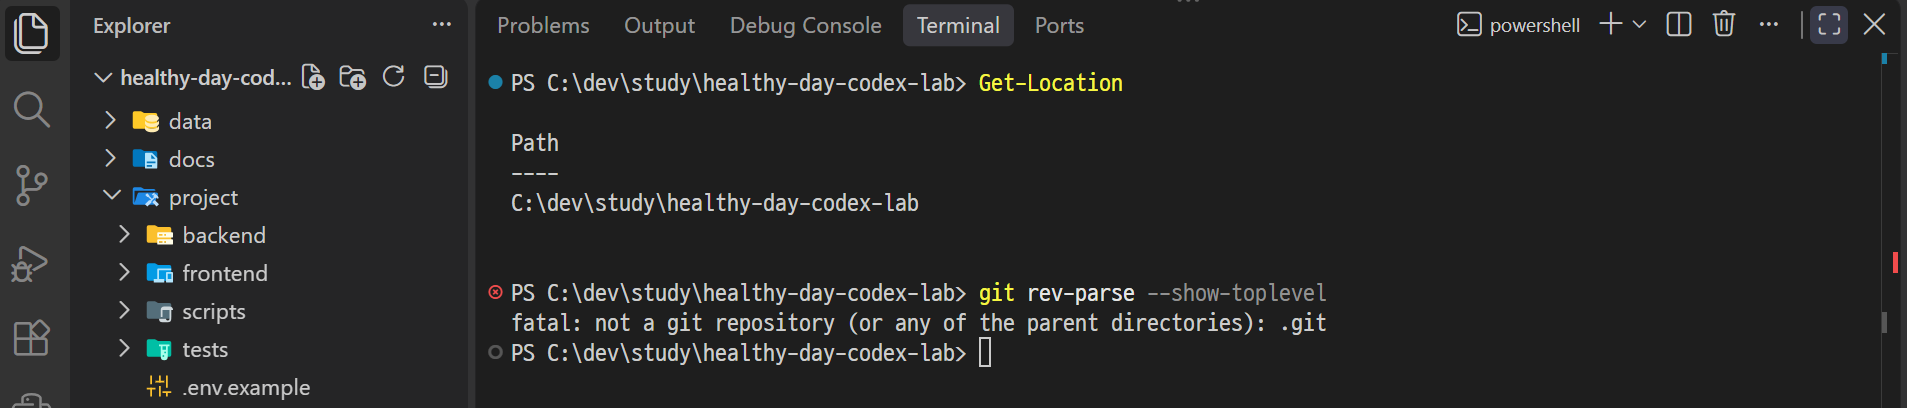 Explorer
healthy-day-cod...
data
docs
project
backend
frontend
scripts
tests
.env.example
Problems Output Debug Console Terminal Ports
powershell
PS C:\dev\study\healthy-day-codex-lab> Get-Location
Path
----
C:\dev\study\healthy-day-codex-lab
PS C:\dev\study\healthy-day-codex-lab> git rev-parse --show-toplevel
fatal: not a git repository (or any of the parent directories): .git
PS C:\dev\study\healthy-day-codex-lab>